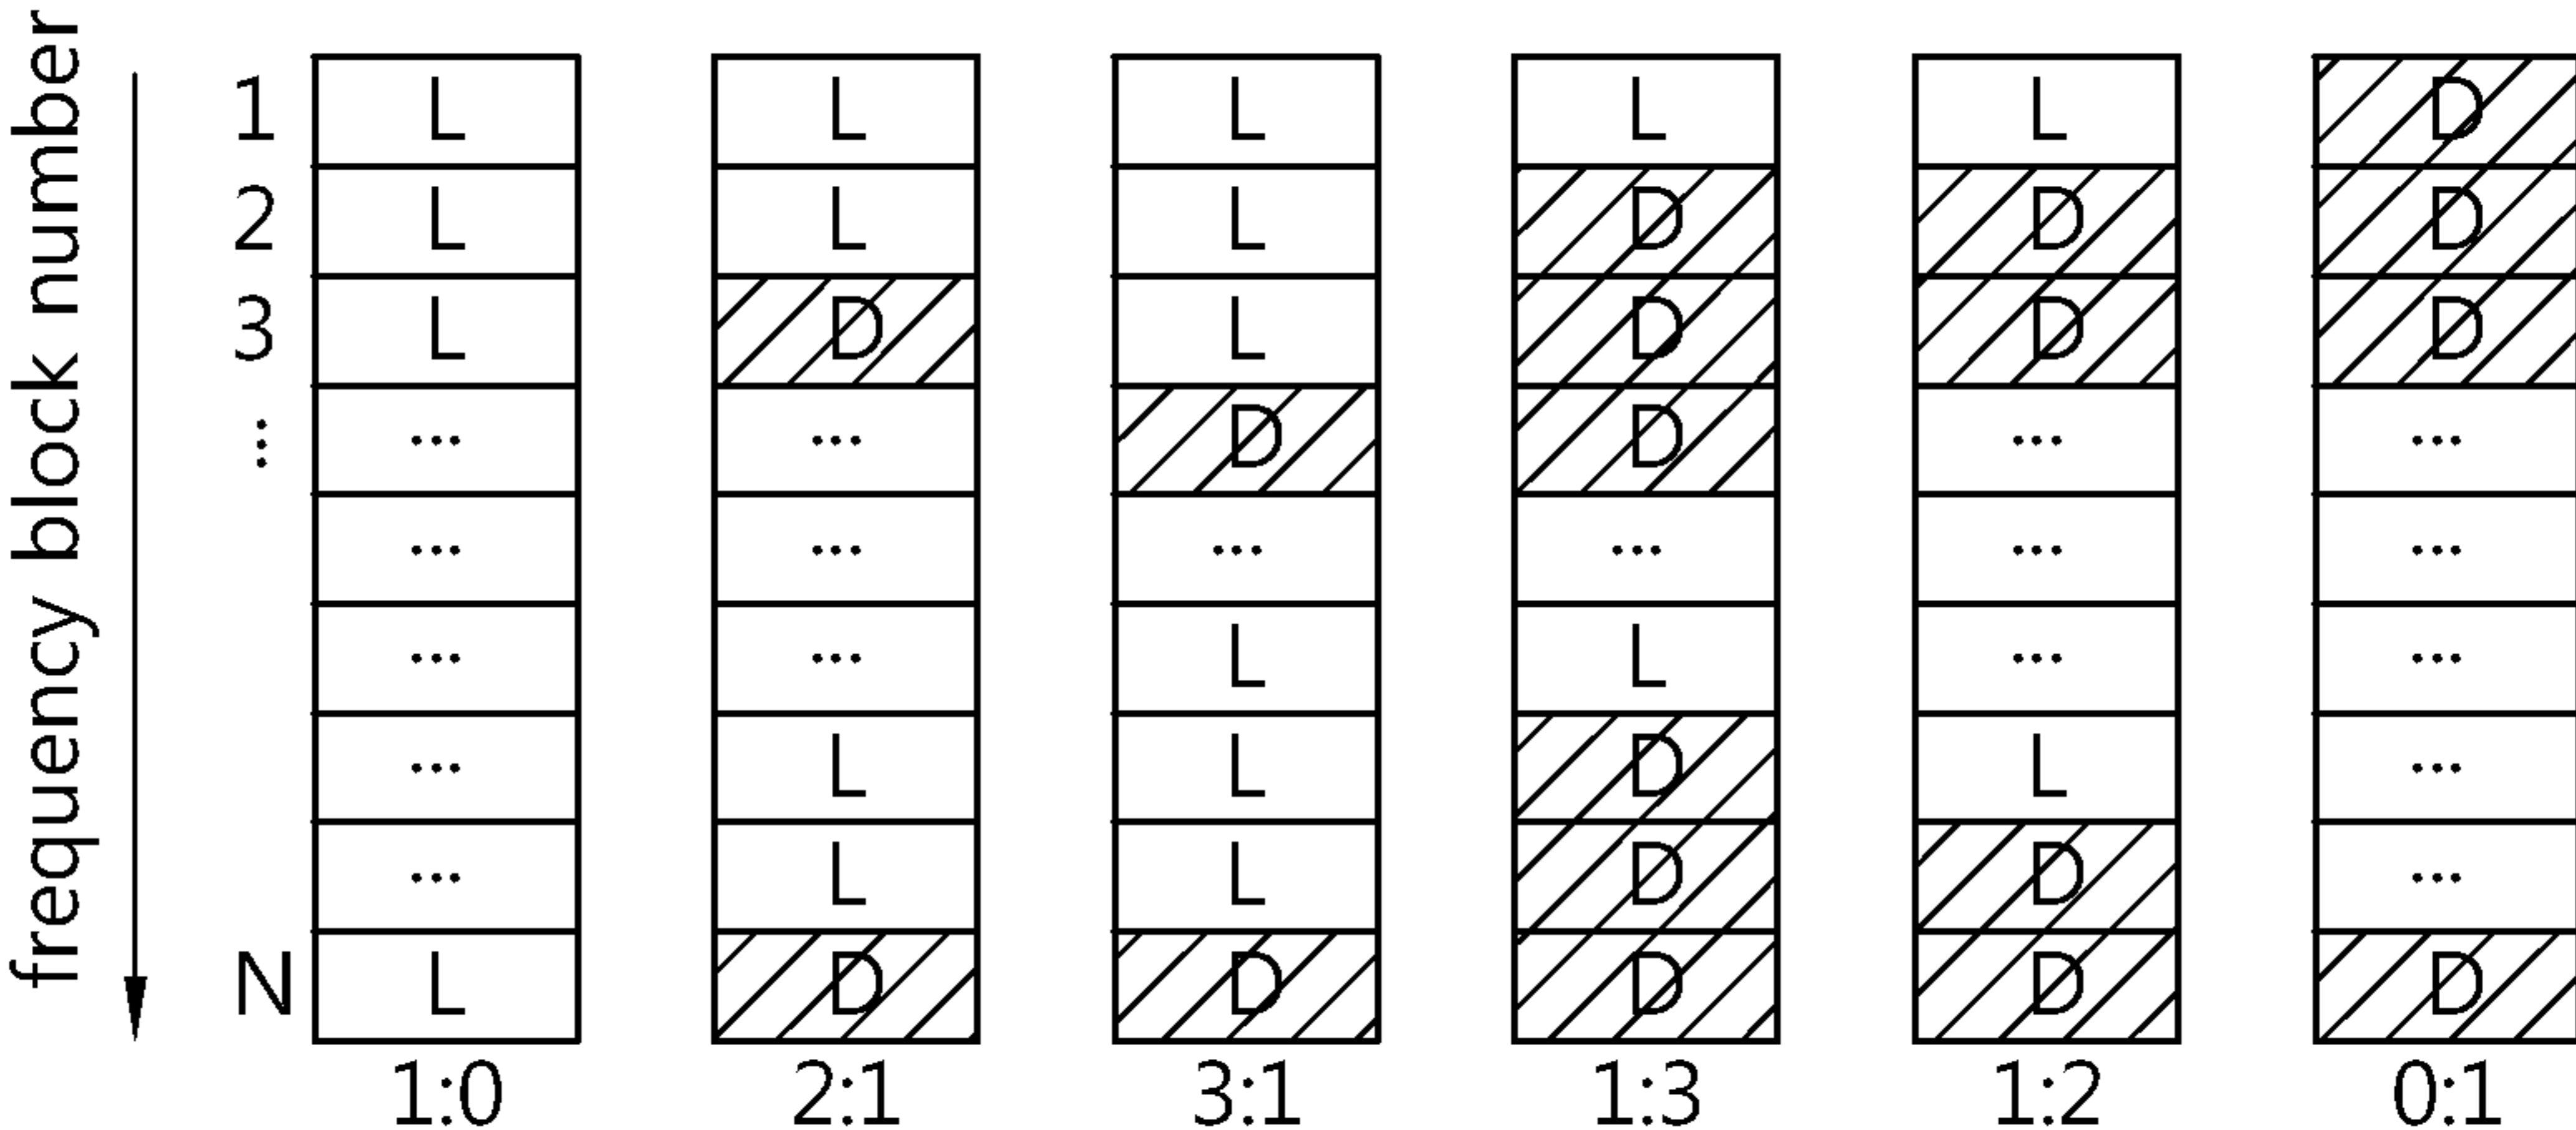 frequency block number
1 L L L L L D
2 L L L D D D
3 L D L D D D
... ... ... D D ... ...
... ... ... ... ... ...
... ... L L ... ...
... L L D L ...
... L L D D ...
N L D D D D D
1:0 2:1 3:1 1:3 1:2 0:1